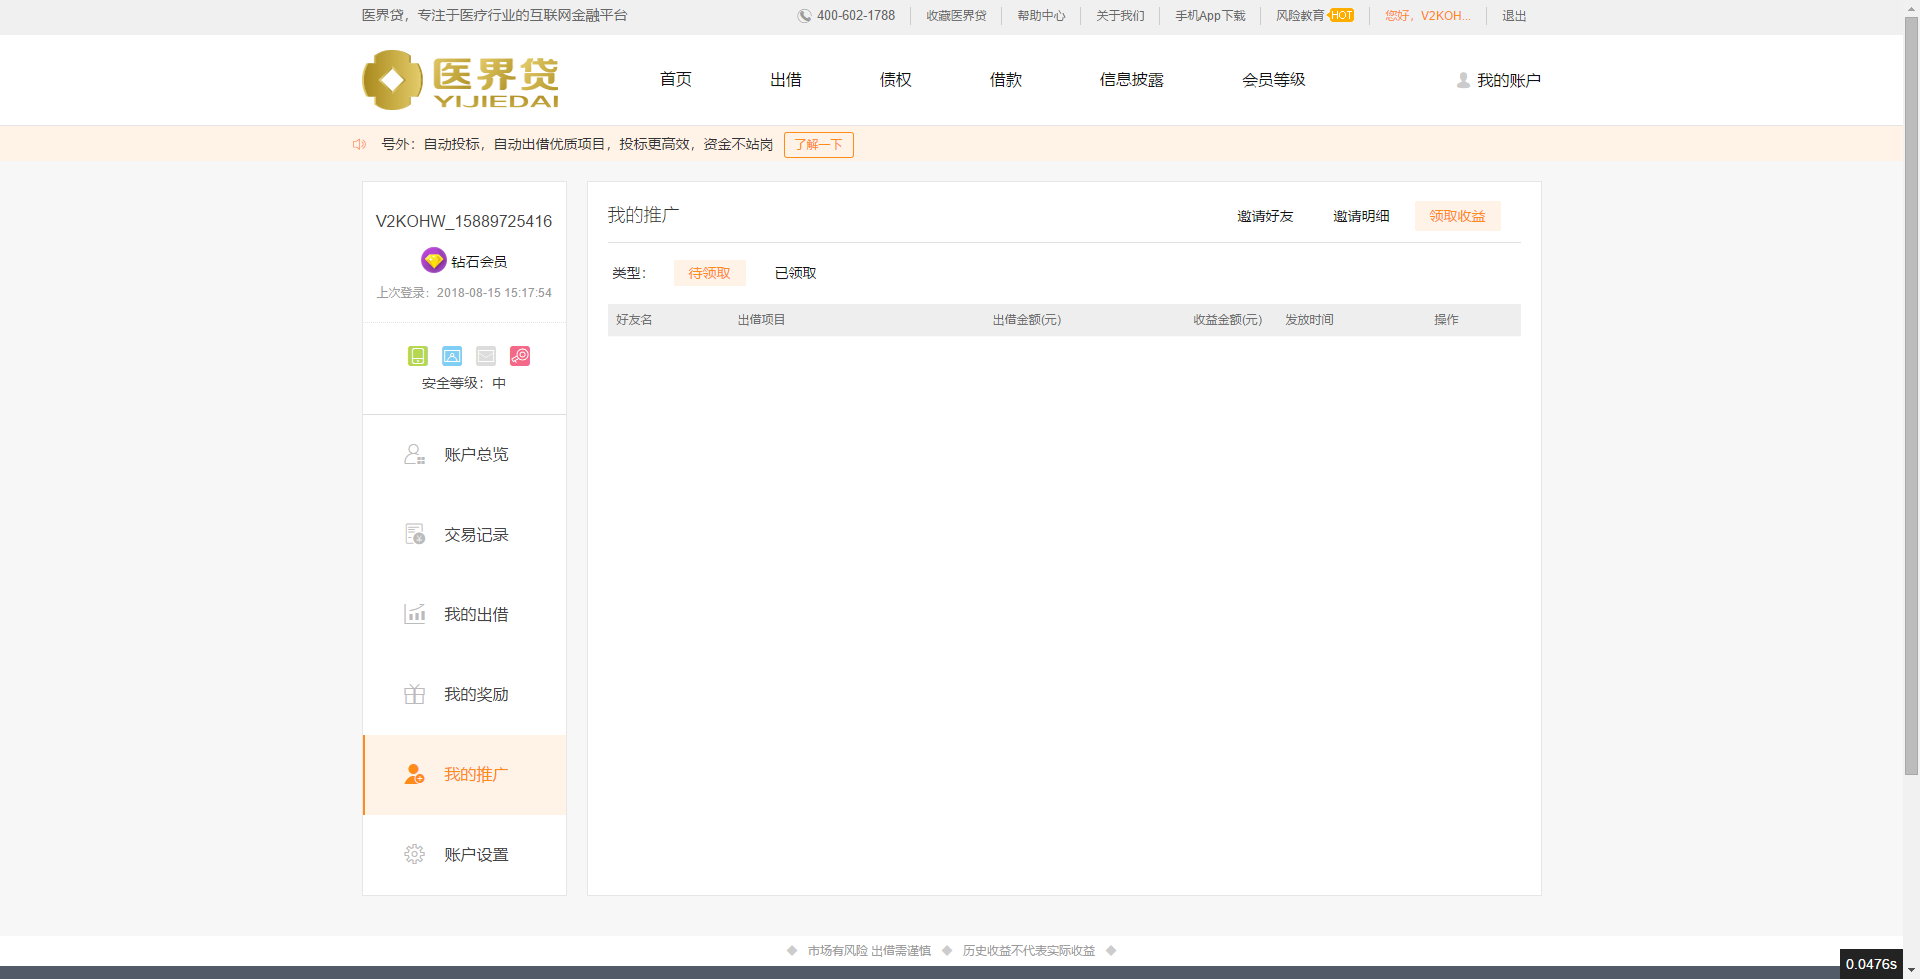 医界贷，专注于医疗行业的互联网金融平台 400-602-1788 收藏医界贷 帮助中心 关于我们 手机App下载 风险教育 HOT 您好，V2KOH... 退出
医界贷 YIJIEDAI
首页 出借 债权 借款 信息披露 会员等级 我的账户
号外：自动投标，自动出借优质项目，投标更高效，资金不站岗 了解一下
V2KOHW_15889725416
钻石会员
上次登录：2018-08-15 15:17:54
安全等级：中
账户总览
交易记录
我的出借
我的奖励
我的推广
账户设置
我的推广 邀请好友 邀请明细 领取收益
类型： 待领取 已领取
好友名 出借项目 出借金额(元) 收益金额(元) 发放时间 操作
市场有风险 出借需谨慎 历史收益不代表实际收益
0.0476s